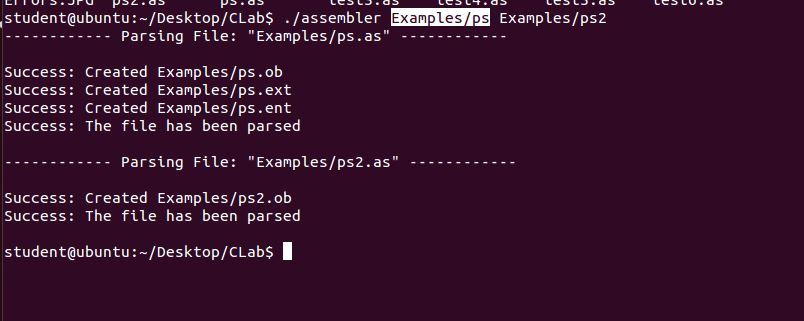 Errors.JPG  ps2.as      ps.as      test3.as    test4.as    test5.as    test6.as
student@ubuntu:~/Desktop/CLab$ ./assembler Examples/ps Examples/ps2
------------ Parsing File: "Examples/ps.as" ------------
Success: Created Examples/ps.ob
Success: Created Examples/ps.ext
Success: Created Examples/ps.ent
Success: The file has been parsed
------------ Parsing File: "Examples/ps2.as" ------------
Success: Created Examples/ps2.ob
Success: The file has been parsed
student@ubuntu:~/Desktop/CLab$